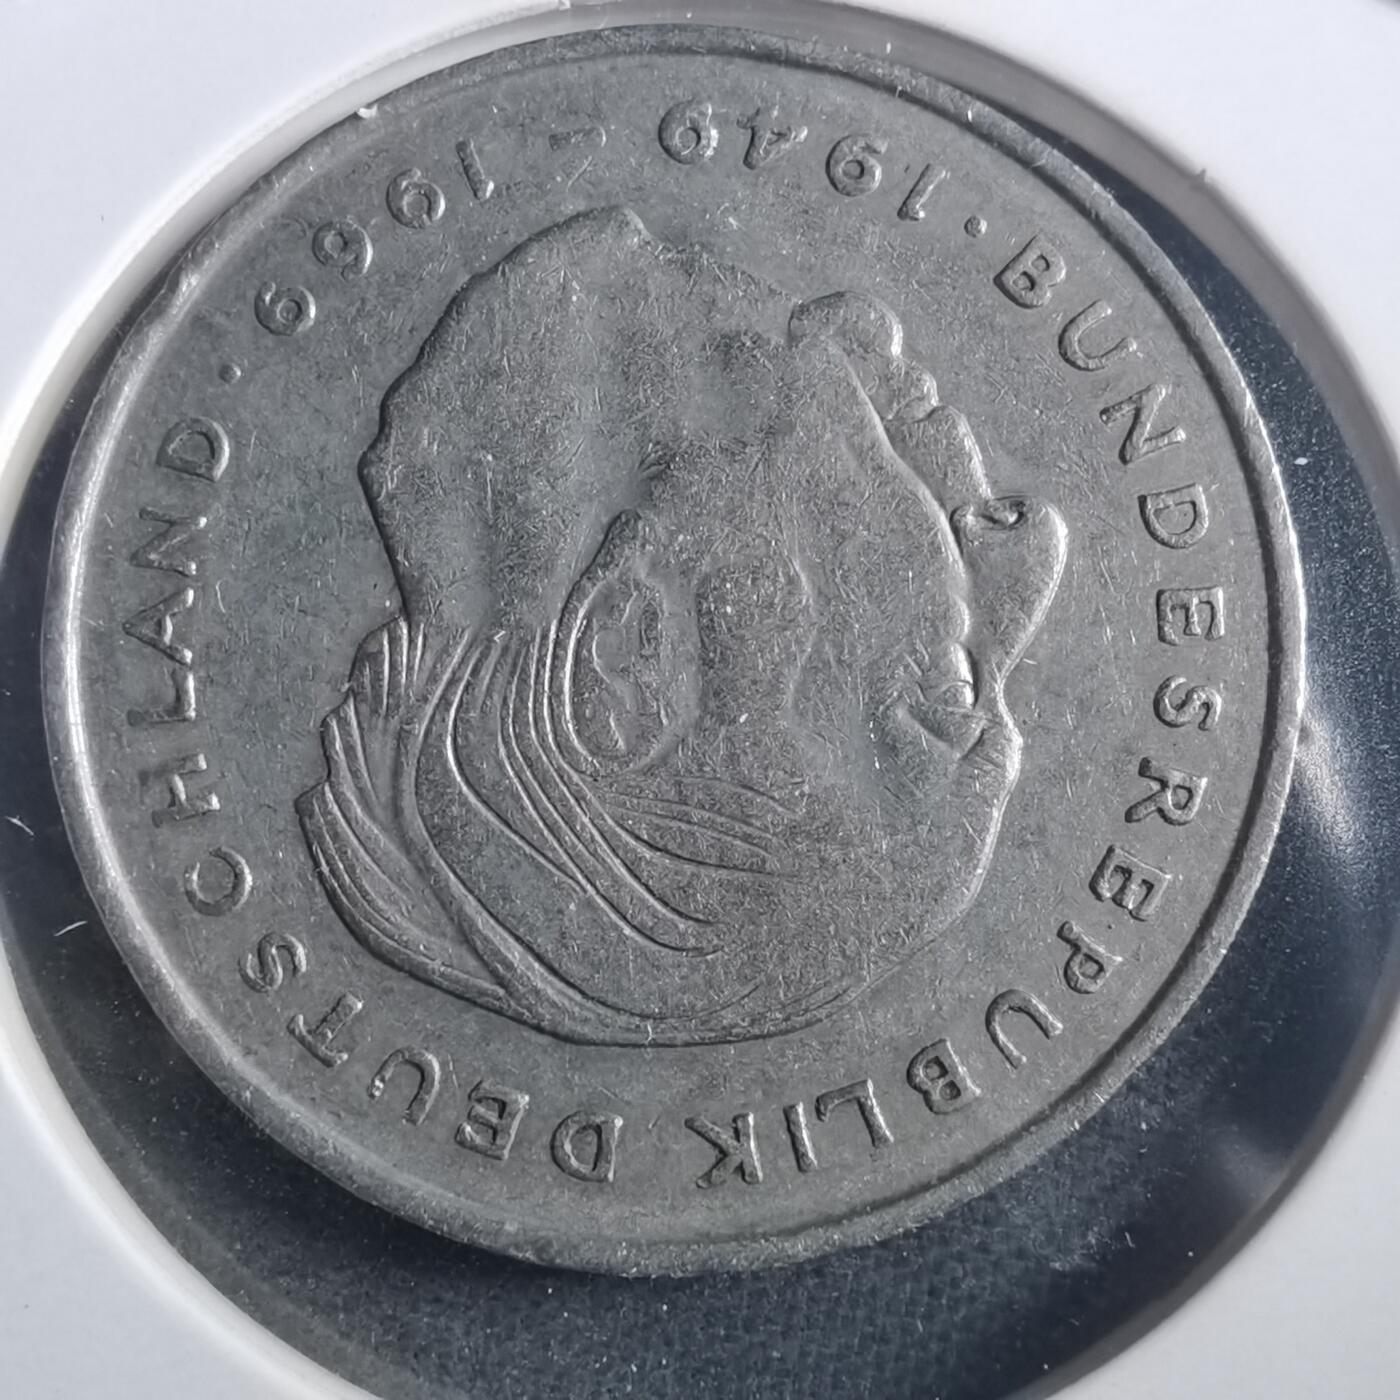 BUNDESREPUBLIK DEUTSCHLAND · 1949 – 1969 ·